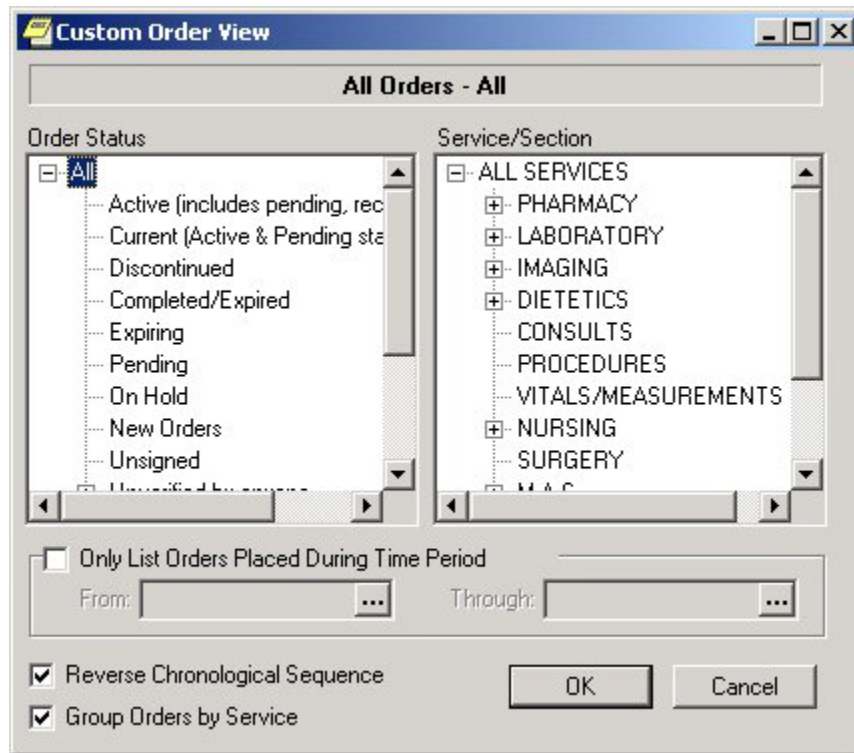 Custom Order View
All Orders - All
Order Status
All
Active (includes pending, rec
Current (Active & Pending sta
Discontinued
Completed/Expired
Expiring
Pending
On Hold
New Orders
Unsigned
Service/Section
ALL SERVICES
PHARMACY
LABORATORY
IMAGING
DIETETICS
CONSULTS
PROCEDURES
VITALS/MEASUREMENTS
NURSING
SURGERY
Only List Orders Placed During Time Period
From: ... Through: ...
Reverse Chronological Sequence
Group Orders by Service
OK Cancel